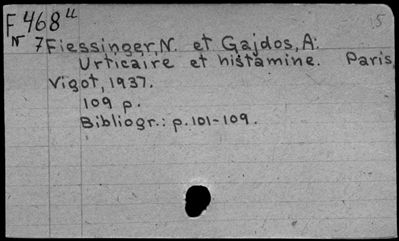 F 468 u
N 7 Fiessinger, N. et Gajdos, A:
Urticaire et histamine. Paris,
Vigot, 1937.
109 p.
Bibliogr.: p. 101-109.